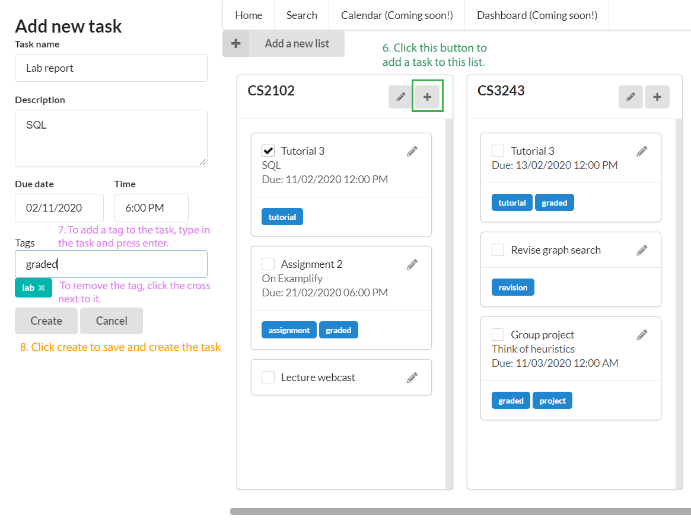 Add new task
Task name
Lab report
Description
SQL
Due date Time
02/11/2020 6:00 PM
7. To add a tag to the task, type in
the task and press enter.
Tags
graded
lab ×
To remove the tag, click the cross
next to it.
Create Cancel
8. Click create to save and create the task
Home Search Calendar (Coming soon!) Dashboard (Coming soon!)
+ Add a new list
6. Click this button to
add a task to this list.
CS2102
+
Tutorial 3
SQL
Due: 11/02/2020 12:00 PM
tutorial
Assignment 2
On Examplify
Due: 21/02/2020 06:00 PM
assignment graded
Lecture webcast
CS3243
+
Tutorial 3
Due: 13/02/2020 12:00 PM
tutorial graded
Revise graph search
revision
Group project
Think of heuristics
Due: 11/03/2020 12:00 AM
graded project